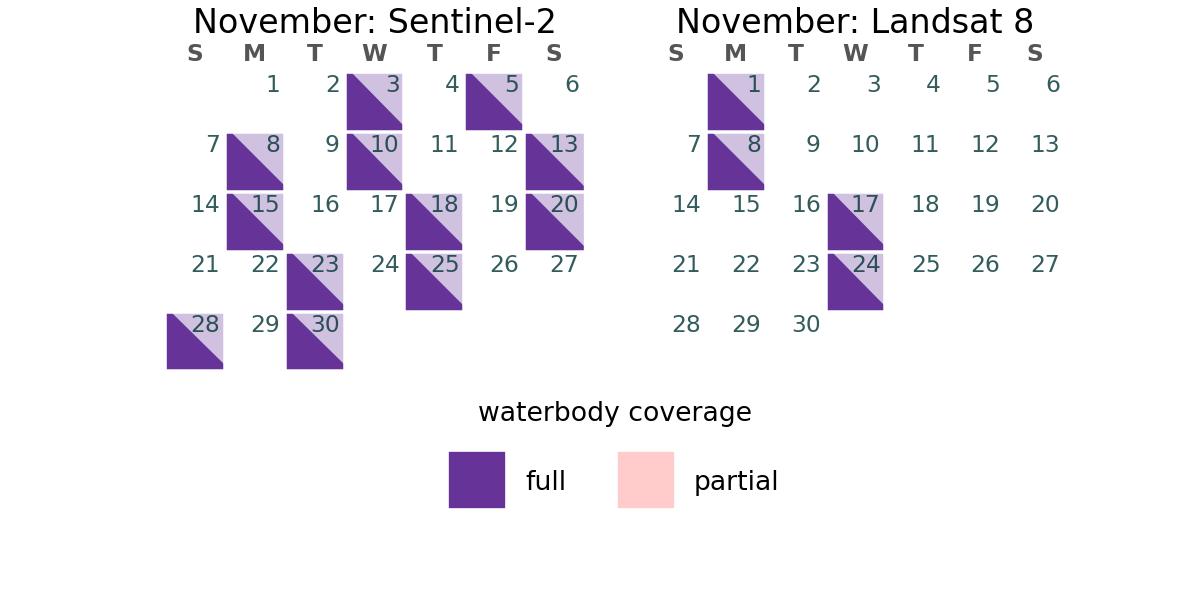 November: Sentinel-2
S M T W T F S
1 2 3 4 5 6
7 8 9 10 11 12 13
14 15 16 17 18 19 20
21 22 23 24 25 26 27
28 29 30
November: Landsat 8
S M T W T F S
1 2 3 4 5 6
7 8 9 10 11 12 13
14 15 16 17 18 19 20
21 22 23 24 25 26 27
28 29 30
waterbody coverage
full partial